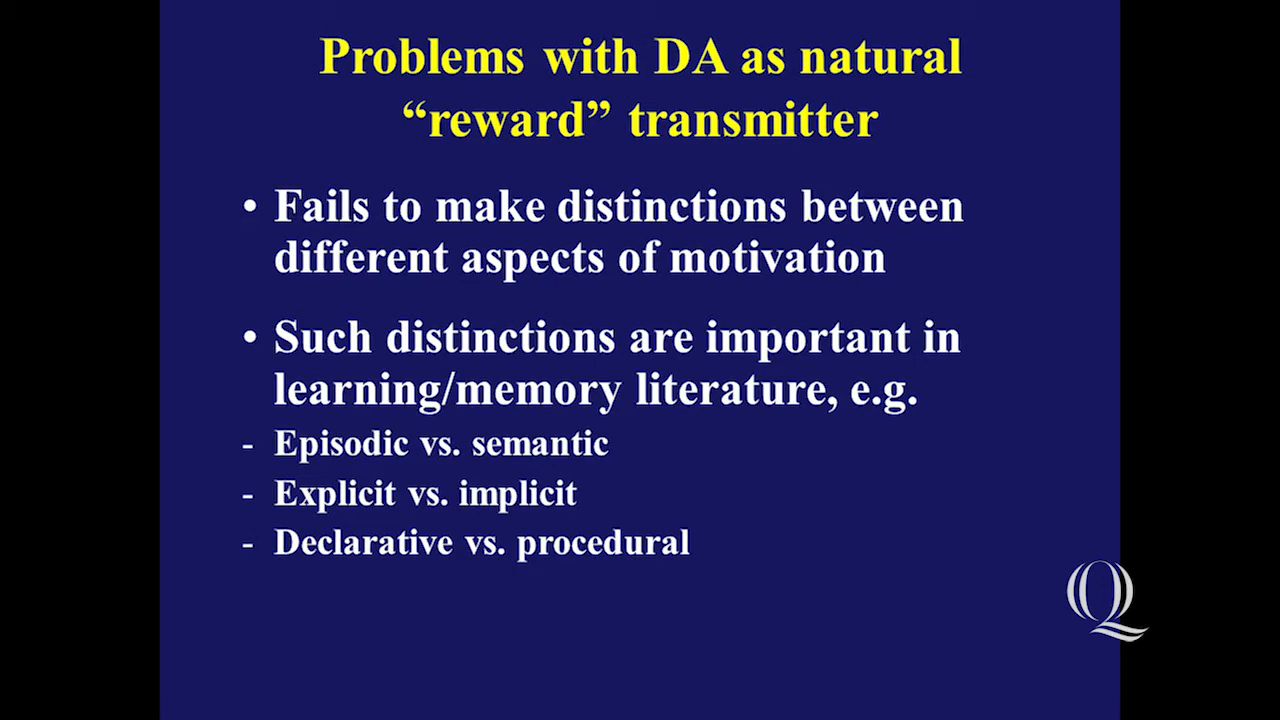 Problems with DA as natural
“reward” transmitter
• Fails to make distinctions between
different aspects of motivation
• Such distinctions are important in
learning/memory literature, e.g.
- Episodic vs. semantic
- Explicit vs. implicit
- Declarative vs. procedural
Q